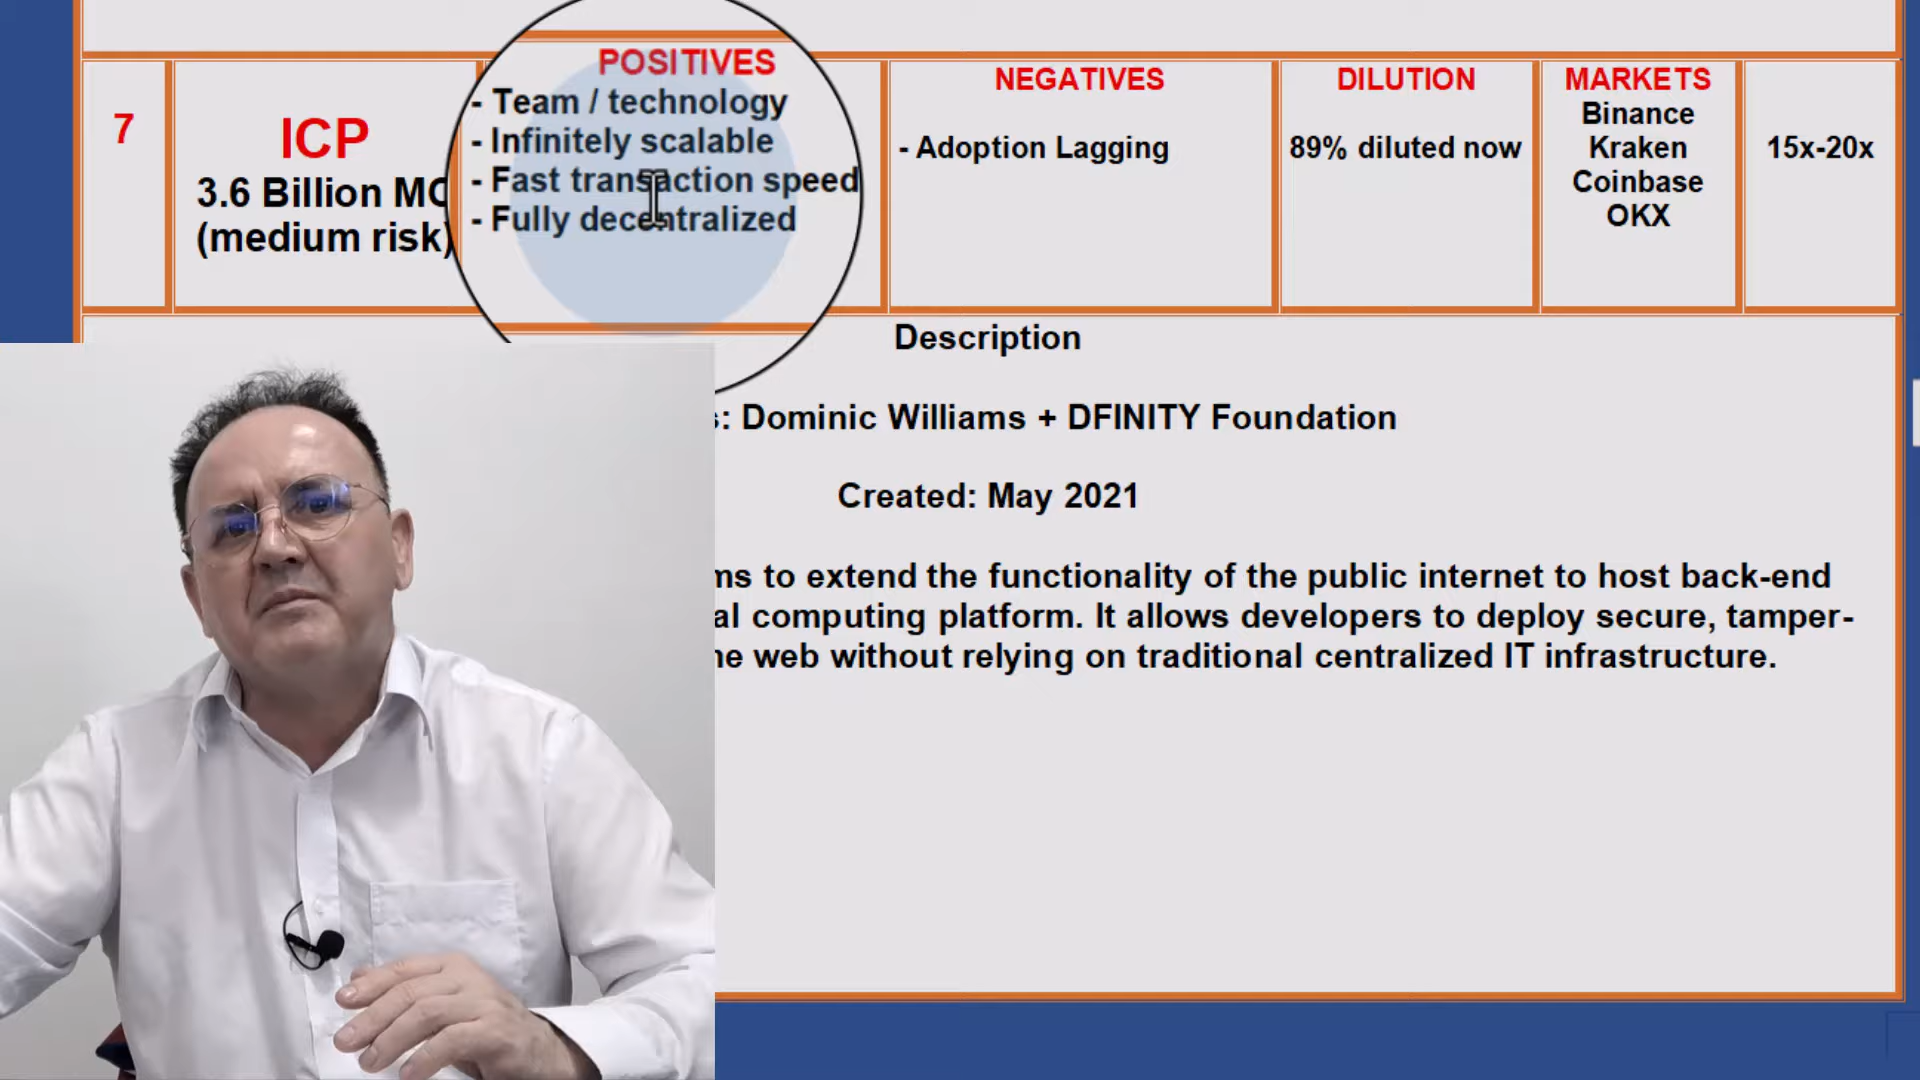 7
ICP
3.6 Billion MC
(medium risk)
POSITIVES
- Team / technology
- Infinitely scalable
- Fast transaction speed
- Fully decentralized
NEGATIVES
- Adoption Lagging
DILUTION
89% diluted now
MARKETS
Binance
Kraken
Coinbase
OKX
15x-20x
Description
: Dominic Williams + DFINITY Foundation
Created: May 2021
to extend the functionality of the public internet to host back-end
computing platform. It allows developers to deploy secure, tamper-
web without relying on traditional centralized IT infrastructure.